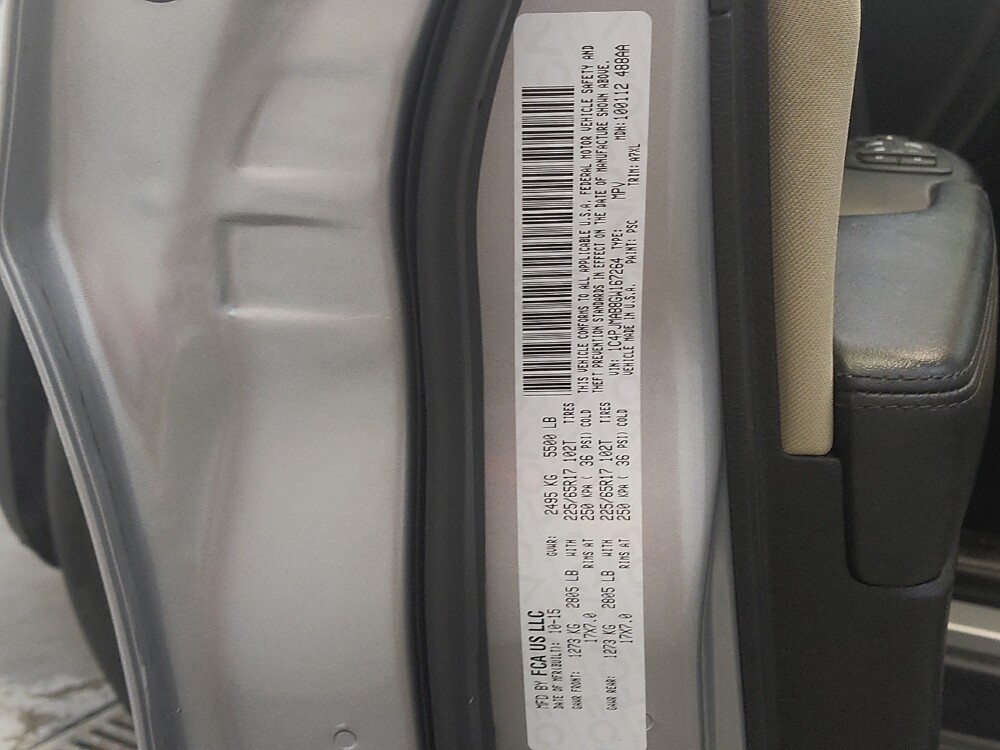 MFD BY FCA US LLC
DATE OF MFR(BUILT): 10-15 GVWR: 2495 KG 5500 LB
GAWR FRONT: 1273 KG 2805 LB WITH 225/65R17 102T TIRES
17X7.0 RIMS AT 250 KPA ( 36 PSI) COLD
GAWR REAR: 1273 KG 2805 LB WITH 225/65R17 102T TIRES
17X7.0 RIMS AT 250 KPA ( 36 PSI) COLD
THIS VEHICLE CONFORMS TO ALL APPLICABLE U.S.A. FEDERAL MOTOR VEHICLE SAFETY AND
THEFT PREVENTION STANDARDS IN EFFECT ON THE DATE OF MANUFACTURE SHOWN ABOVE.
VIN: 1C4PJMAB8GW167264 TYPE: MPV MDH:100112 488AA
VEHICLE MADE IN U.S.A. PAINT: PSC TRIM: A7XL